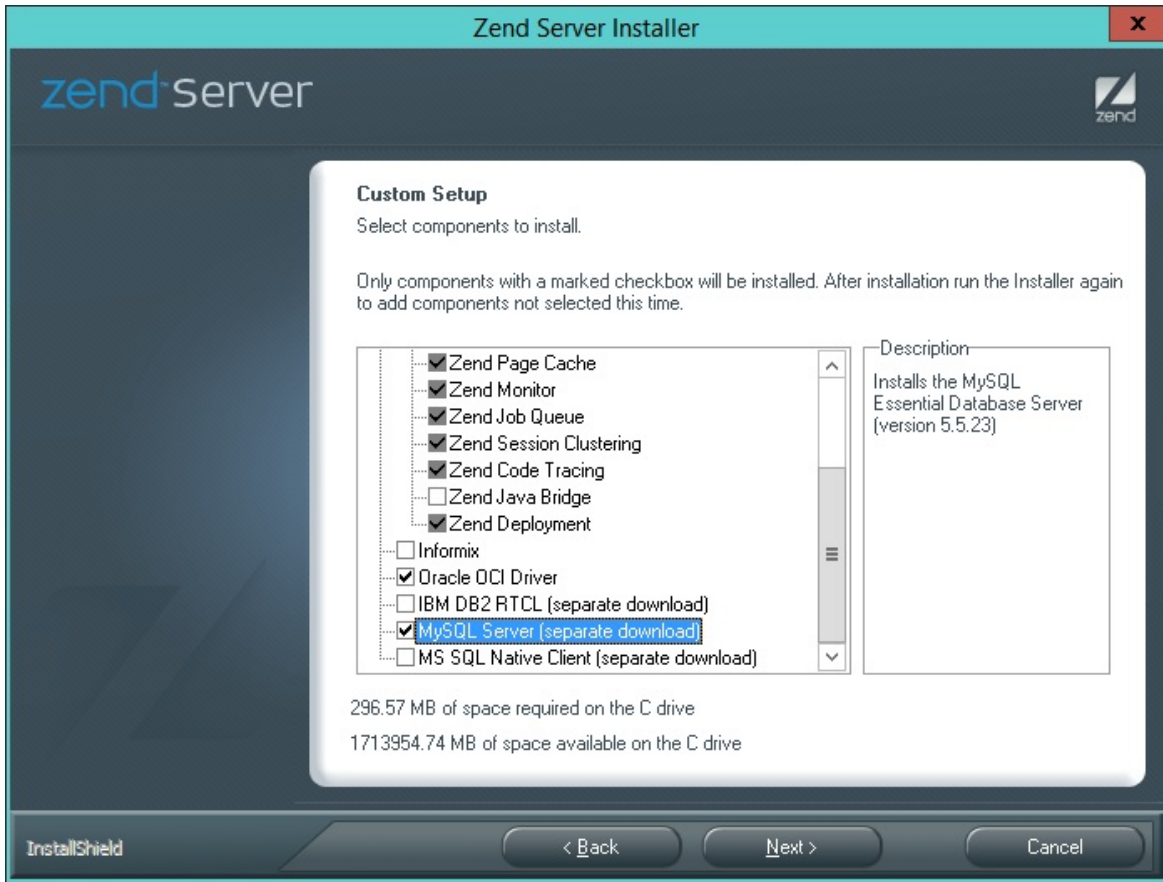 Zend Server Installer
x
zend Server
zend
Custom Setup
Select components to install.
Only components with a marked checkbox will be installed. After installation run the Installer again
to add components not selected this time.
Zend Page Cache
Zend Monitor
Zend Job Queue
Zend Session Clustering
Zend Code Tracing
Zend Java Bridge
Zend Deployment
Informix
Oracle OCI Driver
IBM DB2 RTCL (separate download)
MySQL Server (separate download)
MS SQL Native Client (separate download)
Description
Installs the MySQL
Essential Database Server
(version 5.5.23)
296.57 MB of space required on the C drive
1713954.74 MB of space available on the C drive
InstallShield
< Back
Next >
Cancel